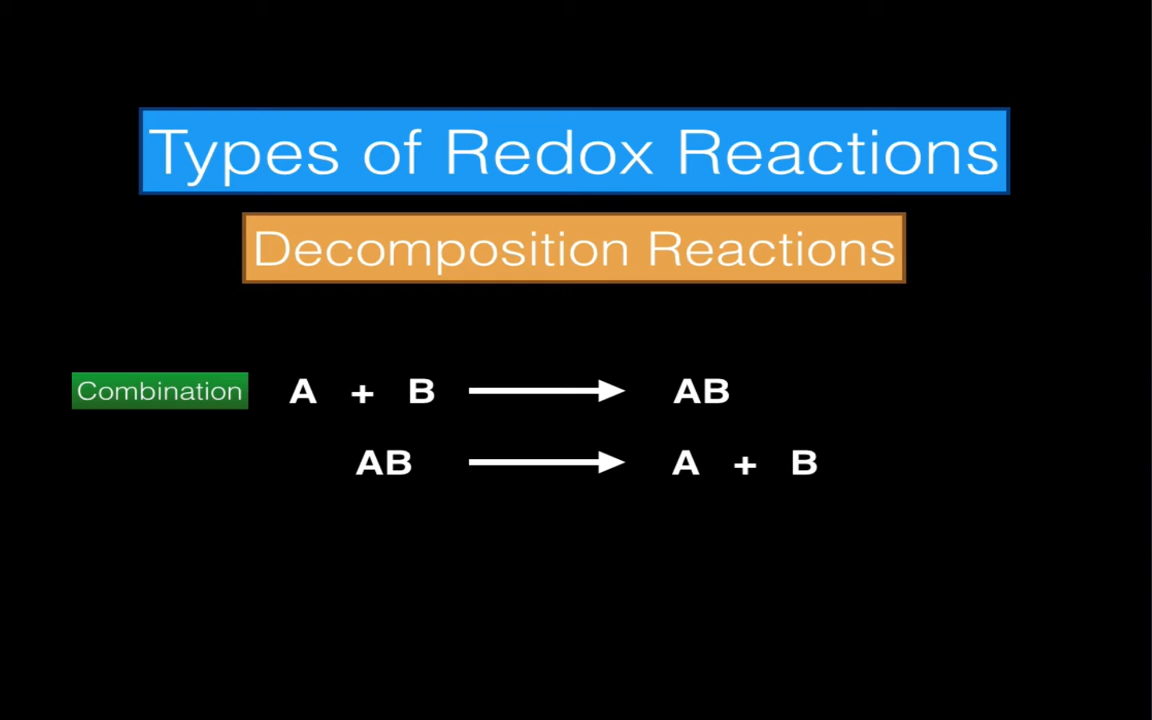 Types of Redox Reactions
Decomposition Reactions
Combination A + B ⟶ AB
AB ⟶ A + B